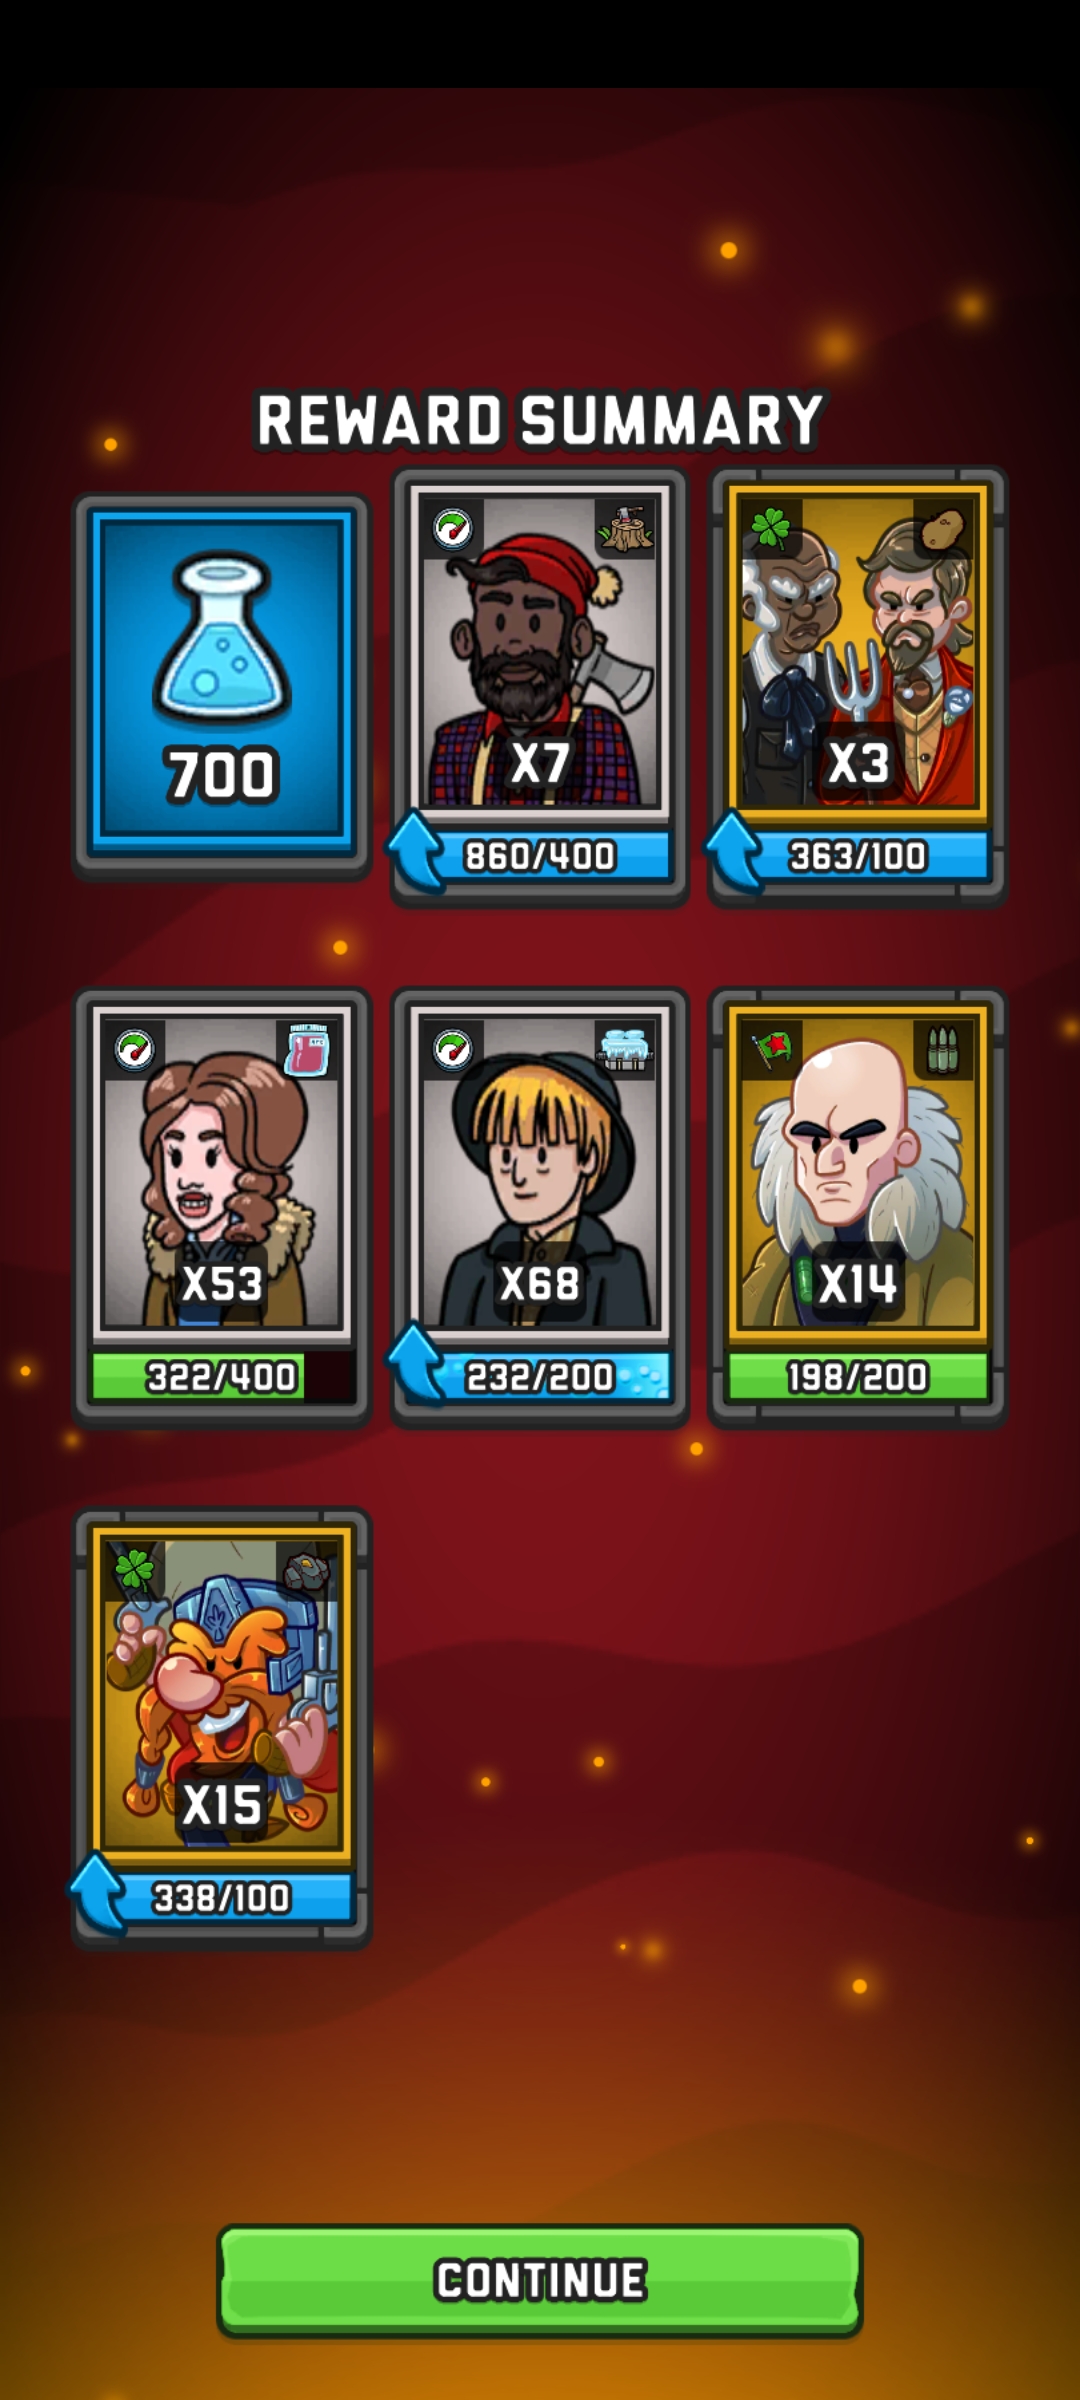 REWARD SUMMARY
700
X7
860/400
X3
363/100
X53
322/400
X68
232/200
X14
198/200
X15
338/100
CONTINUE